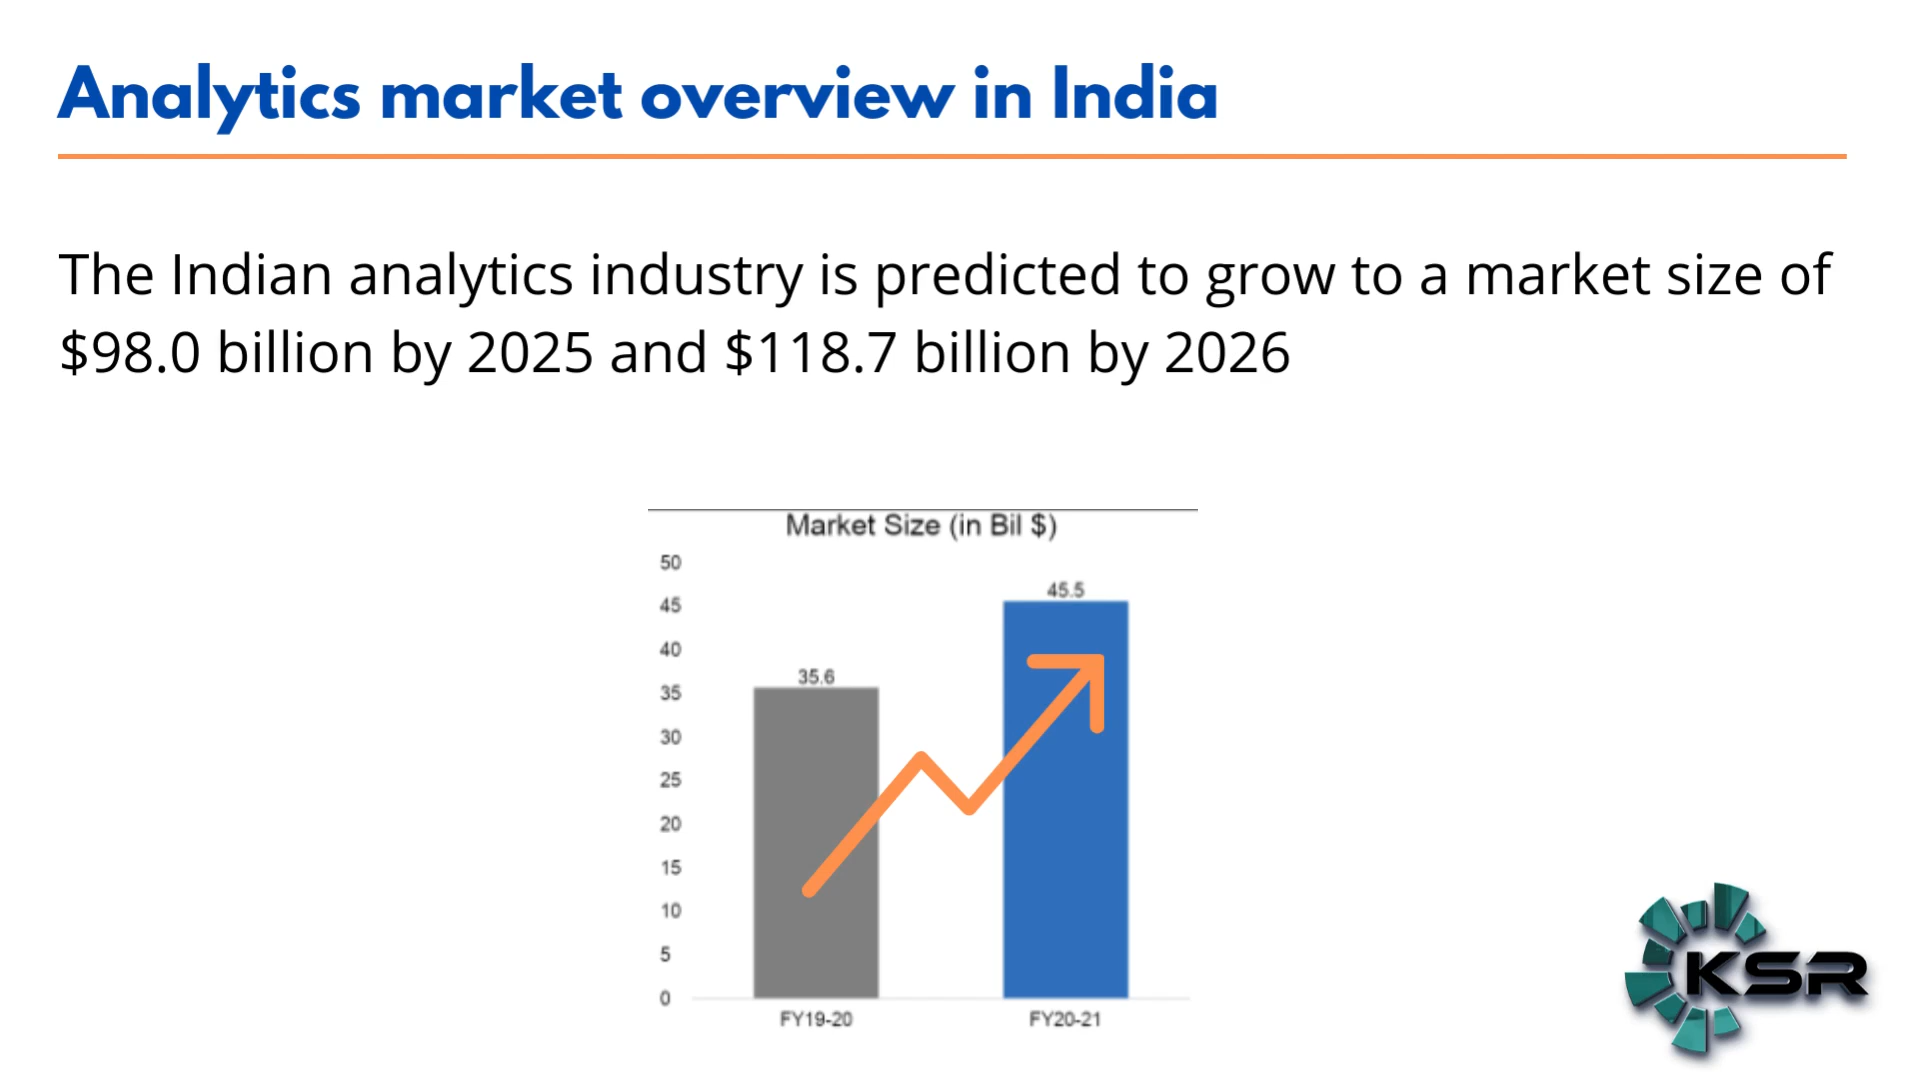 Analytics market overview in India
The Indian analytics industry is predicted to grow to a market size of
$98.0 billion by 2025 and $118.7 billion by 2026
Market Size (in Bil $)
50
45
40
35
30
25
20
15
10
5
0
35.6
45.5
FY19-20
FY20-21
KSR